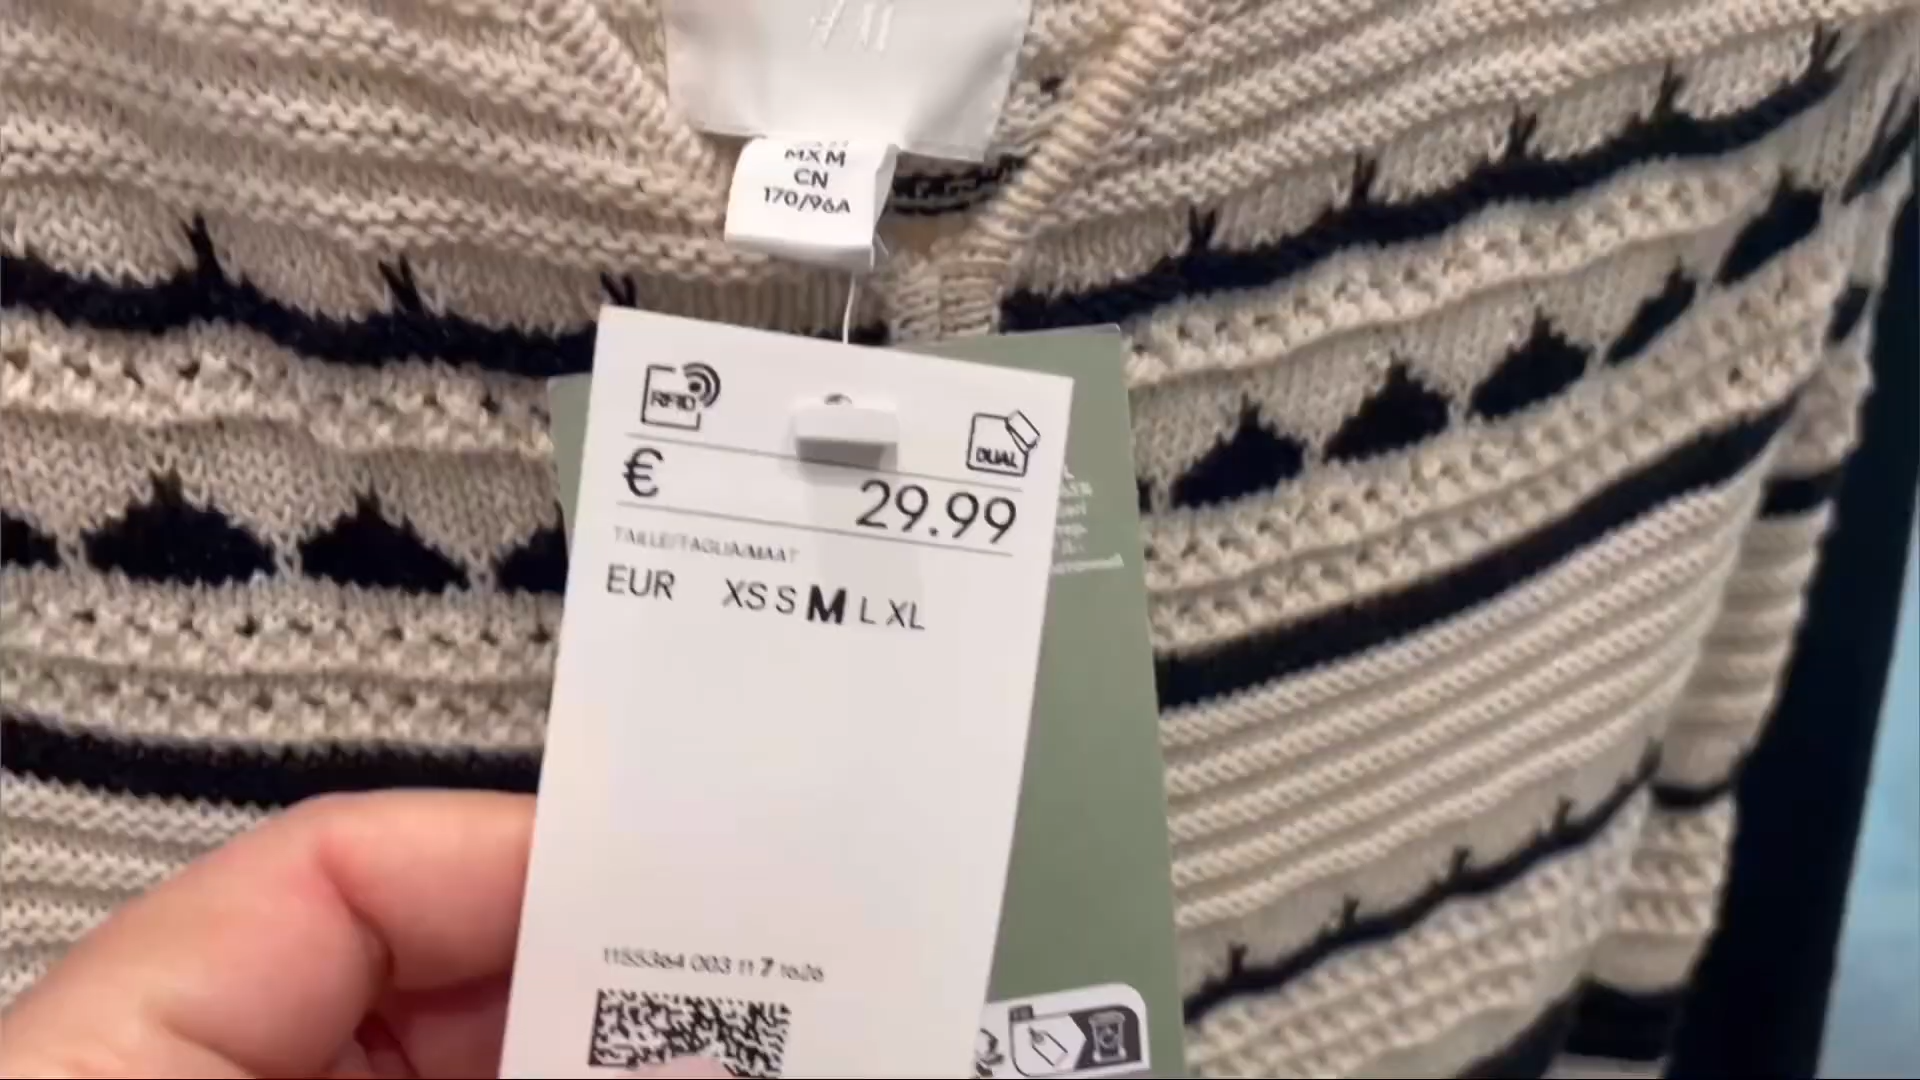 MX M
CN
170/96A
RFID
DUAL
€ 29.99
TAILLE/TAGLIA/MAAT
EUR XS S M L XL
1155364 003 11 7 1626